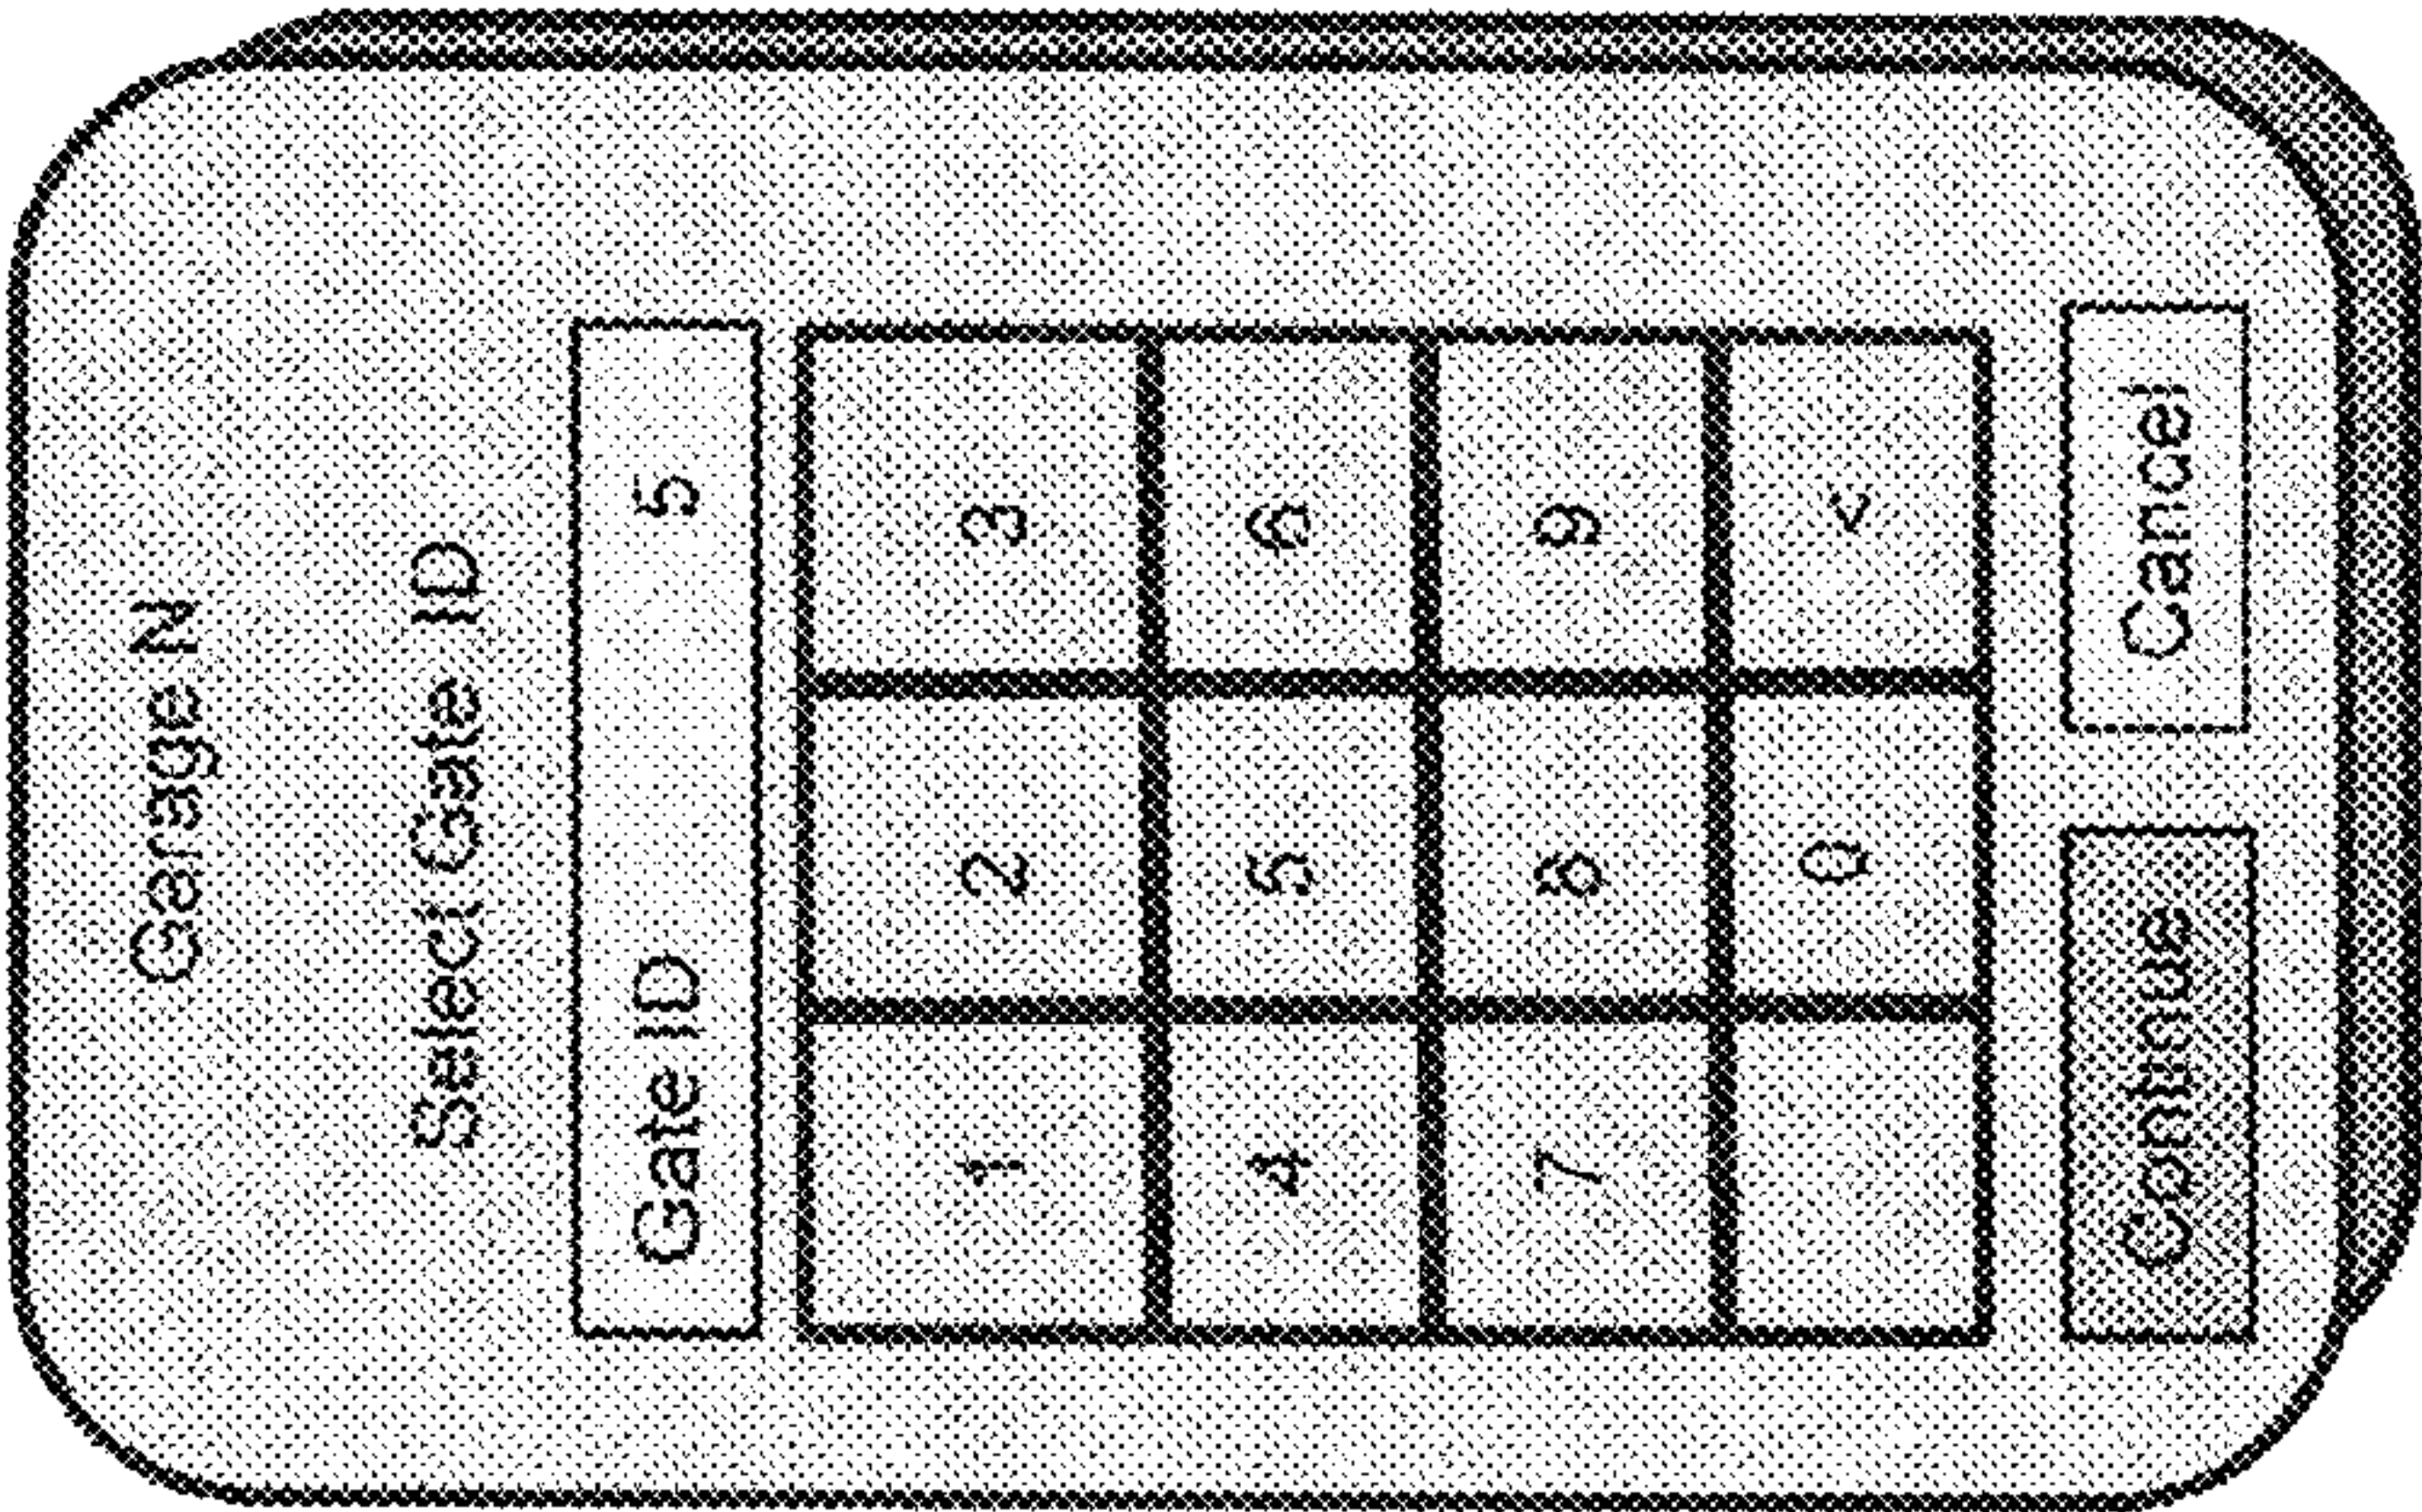 Garage N
Select Gate ID
Gate ID 5
1 2 3
4 5 6
7 8 9
0 <
Continue Cancel